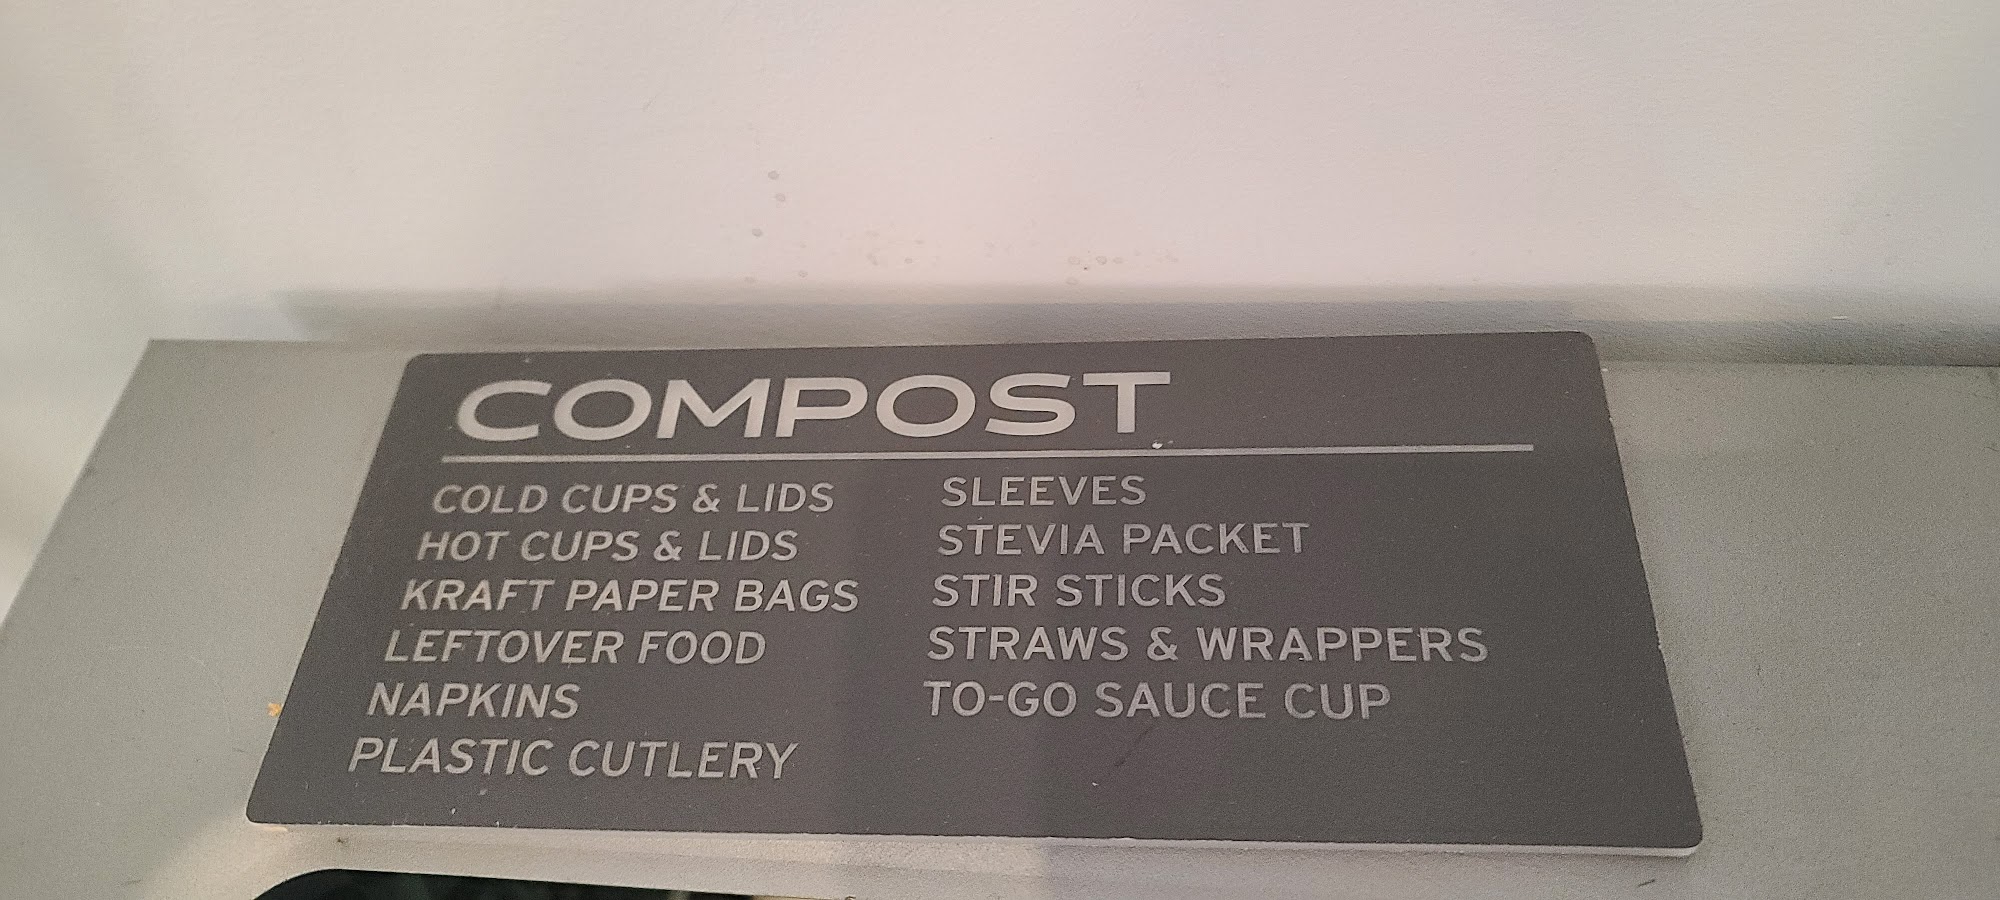 COMPOST
COLD CUPS & LIDS
HOT CUPS & LIDS
KRAFT PAPER BAGS
LEFTOVER FOOD
NAPKINS
PLASTIC CUTLERY
SLEEVES
STEVIA PACKET
STIR STICKS
STRAWS & WRAPPERS
TO-GO SAUCE CUP